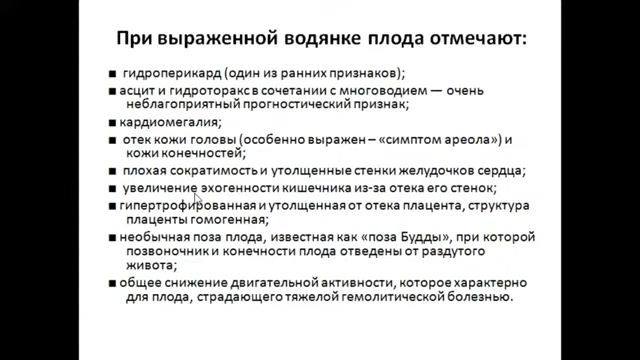 При выраженной водянке плода отмечают:
■ гидроперикард (один из ранних признаков);
■ асцит и гидроторакс в сочетании с многоводием — очень
неблагоприятный прогностический признак;
■ кардиомегалия;
■ отек кожи головы (особенно выражен – «симптом ареола») и
кожи конечностей;
■ плохая сократимость и утолщенные стенки желудочков сердца;
■ увеличение эхогенности кишечника из-за отека его стенок;
■ гипертрофированная и утолщенная от отека плацента, структура
плаценты гомогенная;
■ необычная поза плода, известная как «поза Будды», при которой
позвоночник и конечности плода отведены от раздутого
живота;
■ общее снижение двигательной активности, которое характерно
для плода, страдающего тяжелой гемолитической болезнью.